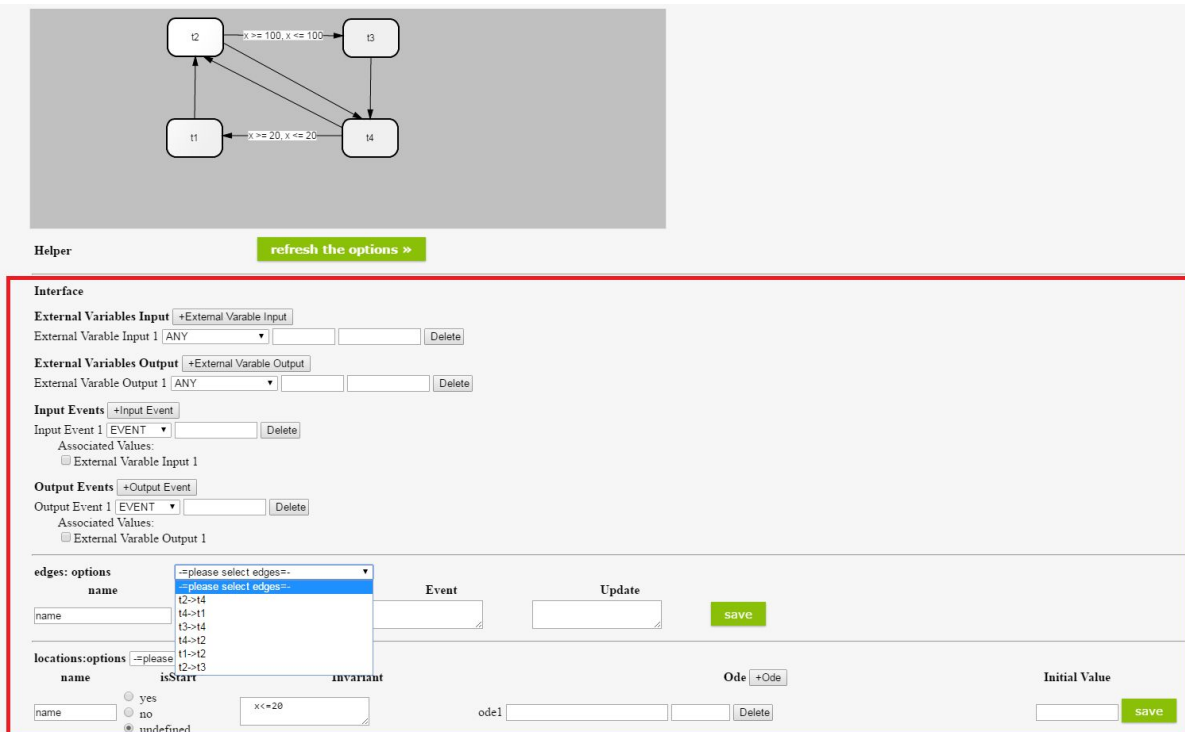 t2
x >= 100, x <= 100
t3
t1
x >= 20, x <= 20
t4
Helper
refresh the options »
Interface
External Variables Input +External Varable Input
External Varable Input 1 ANY Delete
External Variables Output +External Varable Output
External Varable Output 1 ANY Delete
Input Events +Input Event
Input Event 1 EVENT Delete
Associated Values:
External Varable Input 1
Output Events +Output Event
Output Event 1 EVENT Delete
Associated Values:
External Varable Output 1
edges: options -=please select edges=-
-=please select edges=-
name Event Update
t2->t4
name t4->t1 save
t3->t4
t4->t2
locations:options -=please t1->t2
t2->t3
name isStart Invariant Ode +Ode Initial Value
yes
name no x<=20 ode1 Delete save
undefined